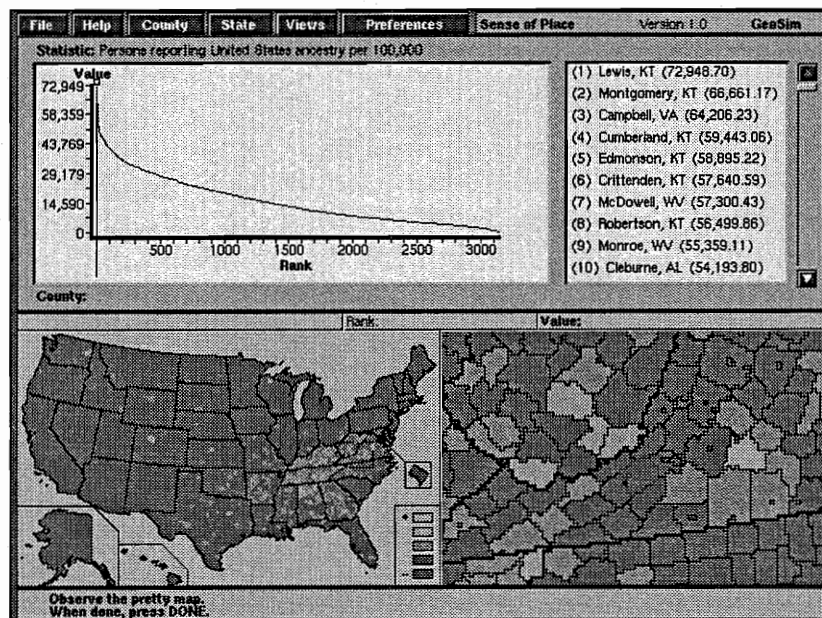 File Help County State Views Preferences Sense of Place Version 1.0 GeoSim
Statistic: Persons reporting United States ancestry per 100,000
Value
72,949
58,359
43,769
29,179
14,590
0
500 1000 1500 2000 2500 3000
Rank
(1) Lewis, KT (72,948.70)
(2) Montgomery, KT (66,661.17)
(3) Campbell, VA (64,206.23)
(4) Cumberland, KT (59,443.06)
(5) Edmonson, KT (58,895.22)
(6) Crittenden, KT (57,640.59)
(7) McDowell, WV (57,300.43)
(8) Robertson, KT (56,499.86)
(9) Monroe, WV (55,359.11)
(10) Cleburne, AL (54,193.80)
County:
Rank: Value:
+
--
Observe the pretty map.
When done, press DONE.